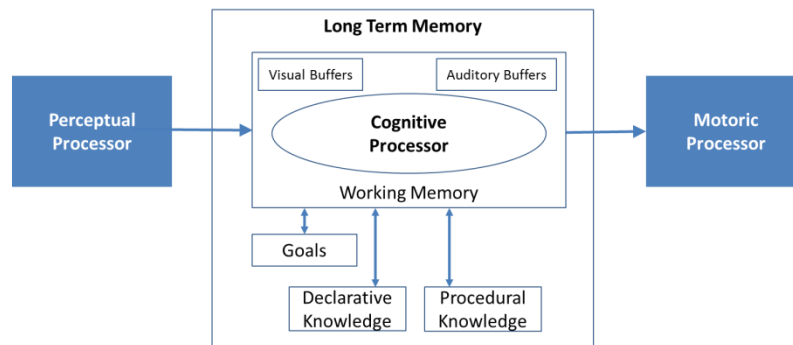 Long Term Memory
Visual Buffers
Auditory Buffers
Perceptual
Processor
Cognitive
Processor
Motoric
Processor
Working Memory
Goals
Declarative
Knowledge
Procedural
Knowledge